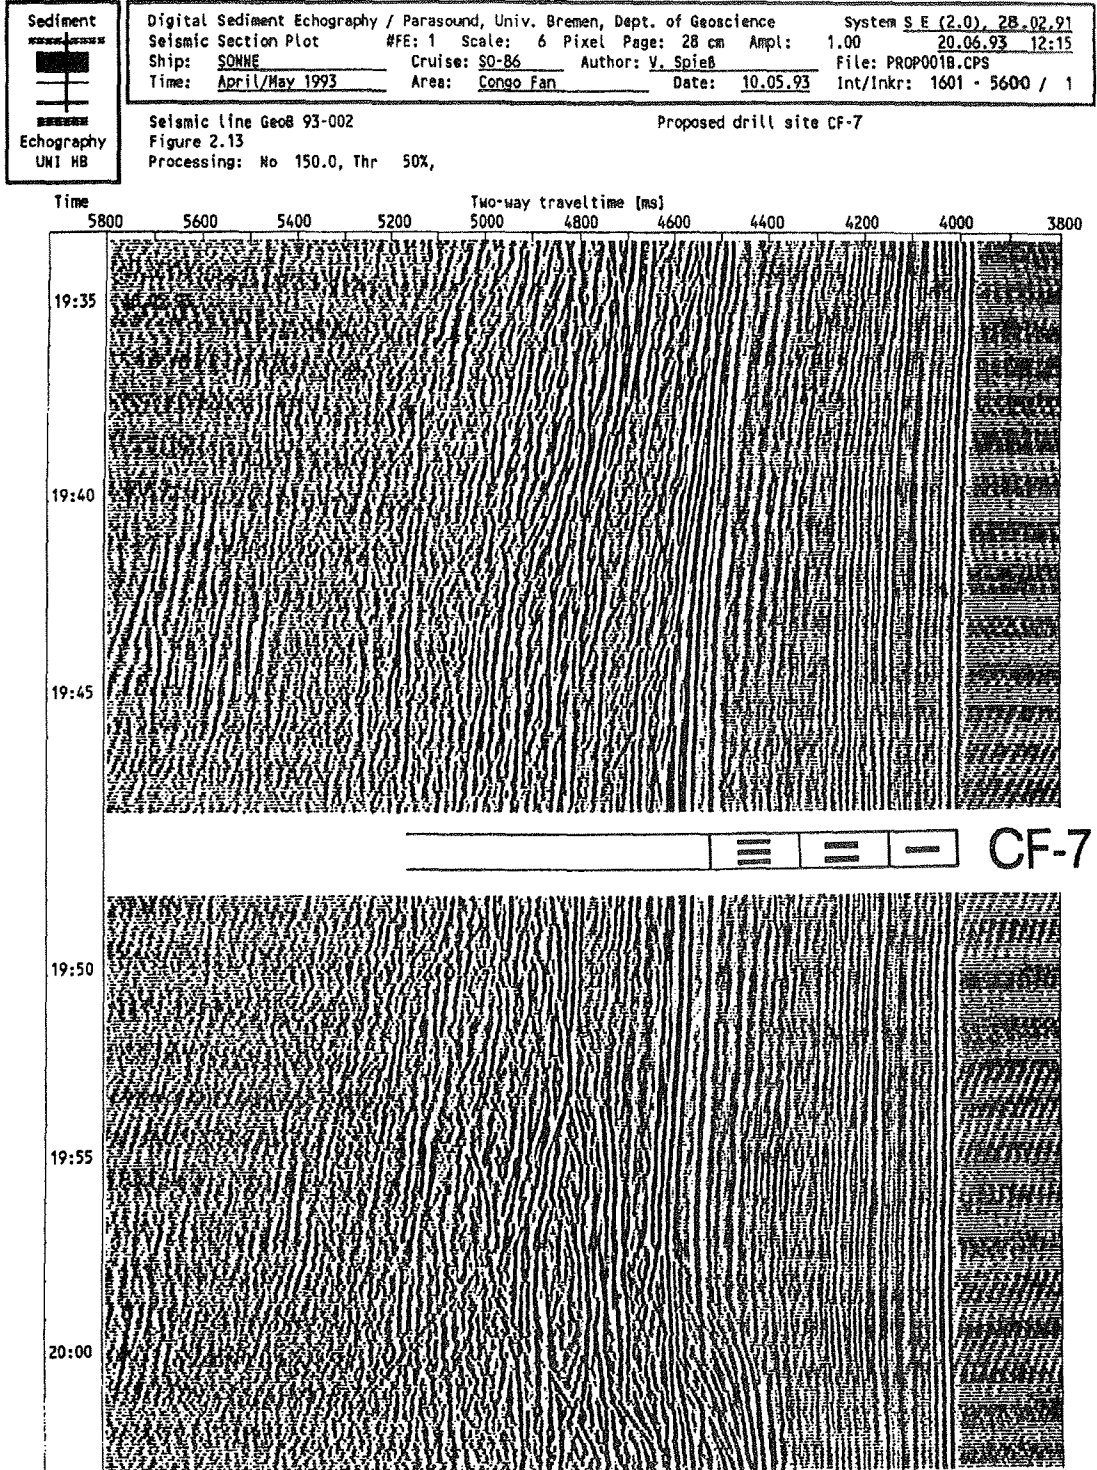 Sediment
Echography
UNI HB
Digital Sediment Echography / Parasound, Univ. Bremen, Dept. of Geoscience System S E (2.0), 28.02.91
Seismic Section Plot #FE: 1 Scale: 6 Pixel Page: 28 cm Ampl: 1.00 20.06.93 12:15
Ship: SONNE Cruise: SO-86 Author: V. Spieß File: PROP001B.CPS
Time: April/May 1993 Area: Congo Fan Date: 10.05.93 Int/Inkr: 1601 - 5600 / 1
Seismic line GeoB 93-002 Proposed drill site CF-7
Figure 2.13
Processing: No 150.0, Thr 50%,
Time Two-way traveltime [ms]
5800 5600 5400 5200 5000 4800 4600 4400 4200 4000 3800
19:35
19:40
19:45
CF-7
19:50
19:55
20:00